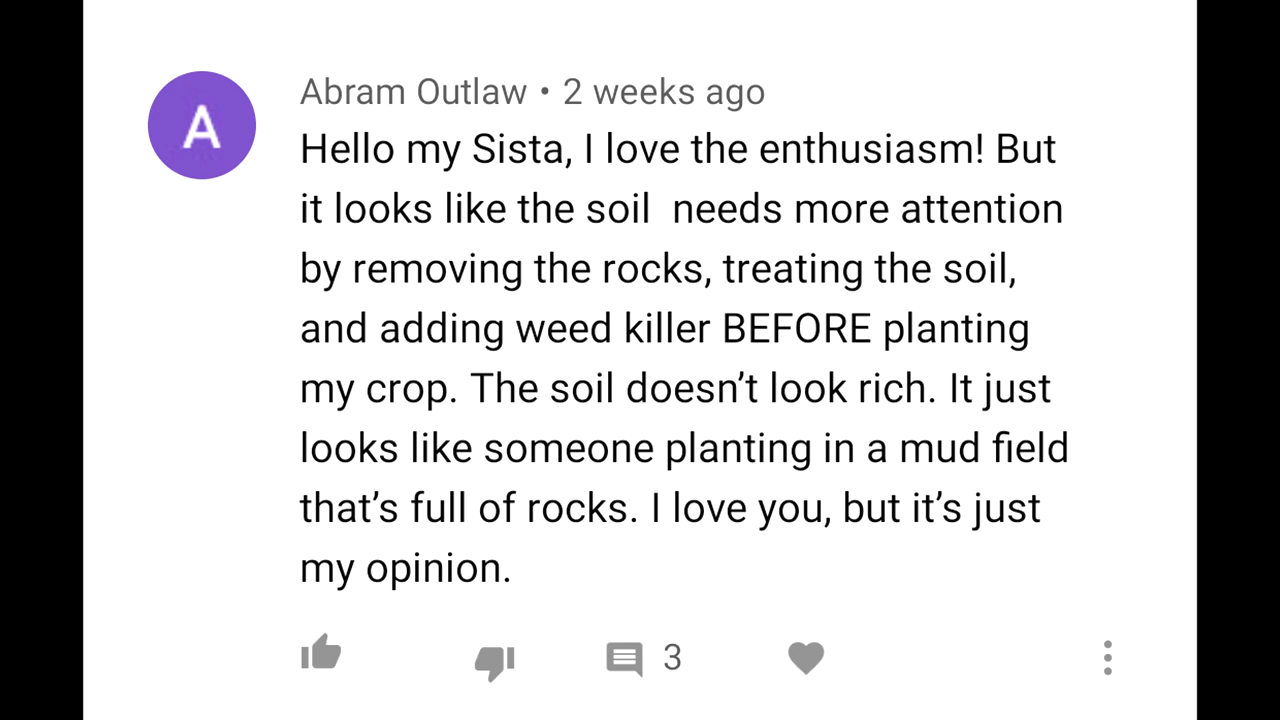 A
Abram Outlaw • 2 weeks ago
Hello my Sista, I love the enthusiasm! But
it looks like the soil  needs more attention
by removing the rocks, treating the soil,
and adding weed killer BEFORE planting
my crop. The soil doesn’t look rich. It just
looks like someone planting in a mud field
that’s full of rocks. I love you, but it’s just
my opinion.
3